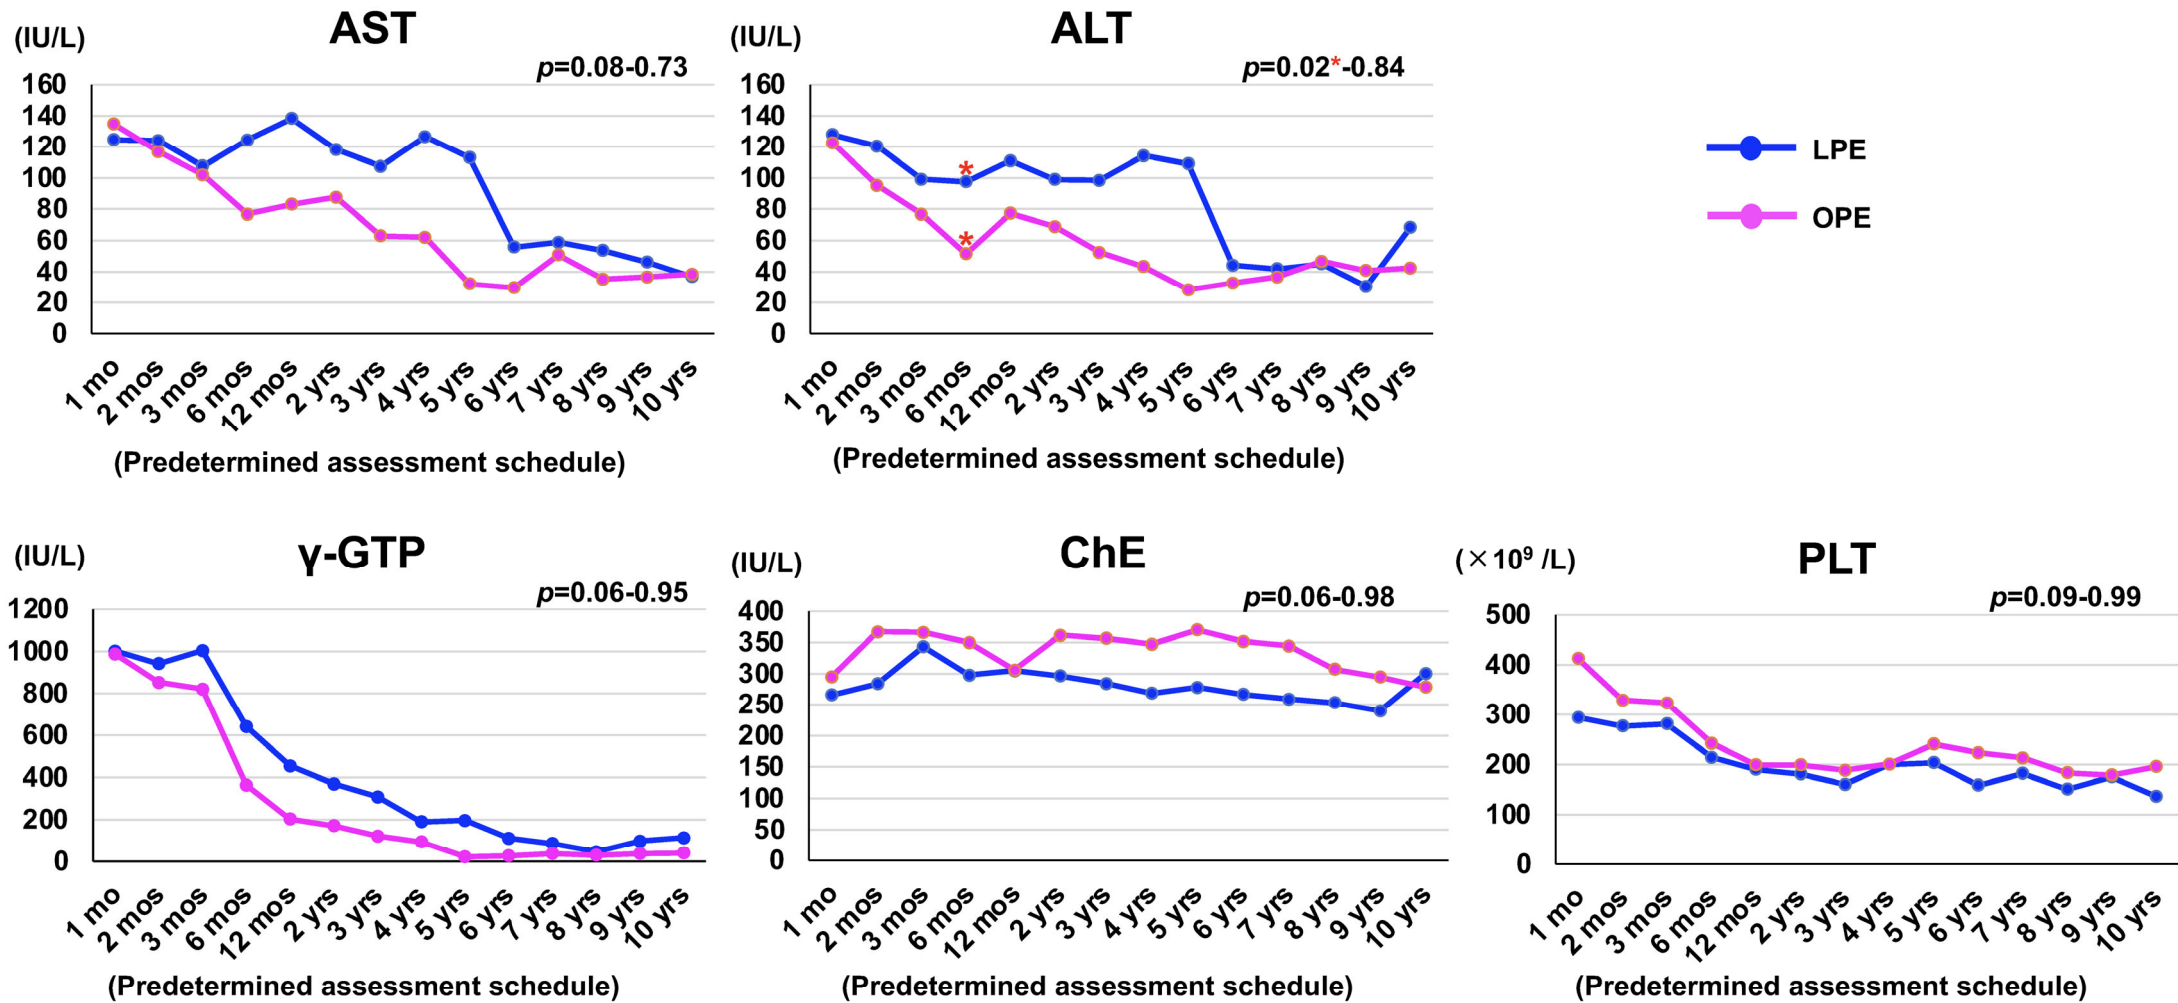 AST
(IU/L)
p=0.08-0.73
160
140
120
100
80
60
40
20
0
1 mo
2 mos
3 mos
6 mos
12 mos
2 yrs
3 yrs
4 yrs
5 yrs
6 yrs
7 yrs
8 yrs
9 yrs
10 yrs
(Predetermined assessment schedule)
ALT
(IU/L)
p=0.02*-0.84
160
140
120
100
80
60
40
20
0
*
*
1 mo
2 mos
3 mos
6 mos
12 mos
2 yrs
3 yrs
4 yrs
5 yrs
6 yrs
7 yrs
8 yrs
9 yrs
10 yrs
(Predetermined assessment schedule)
LPE
OPE
γ-GTP
(IU/L)
p=0.06-0.95
1200
1000
800
600
400
200
0
1 mo
2 mos
3 mos
6 mos
12 mos
2 yrs
3 yrs
4 yrs
5 yrs
6 yrs
7 yrs
8 yrs
9 yrs
10 yrs
(Predetermined assessment schedule)
ChE
(IU/L)
p=0.06-0.98
400
350
300
250
200
150
100
50
0
1 mo
2 mos
3 mos
6 mos
12 mos
2 yrs
3 yrs
4 yrs
5 yrs
6 yrs
7 yrs
8 yrs
9 yrs
10 yrs
(Predetermined assessment schedule)
PLT
(×10⁹ /L)
p=0.09-0.99
500
400
300
200
100
0
1 mo
2 mos
3 mos
6 mos
12 mos
2 yrs
3 yrs
4 yrs
5 yrs
6 yrs
7 yrs
8 yrs
9 yrs
10 yrs
(Predetermined assessment schedule)